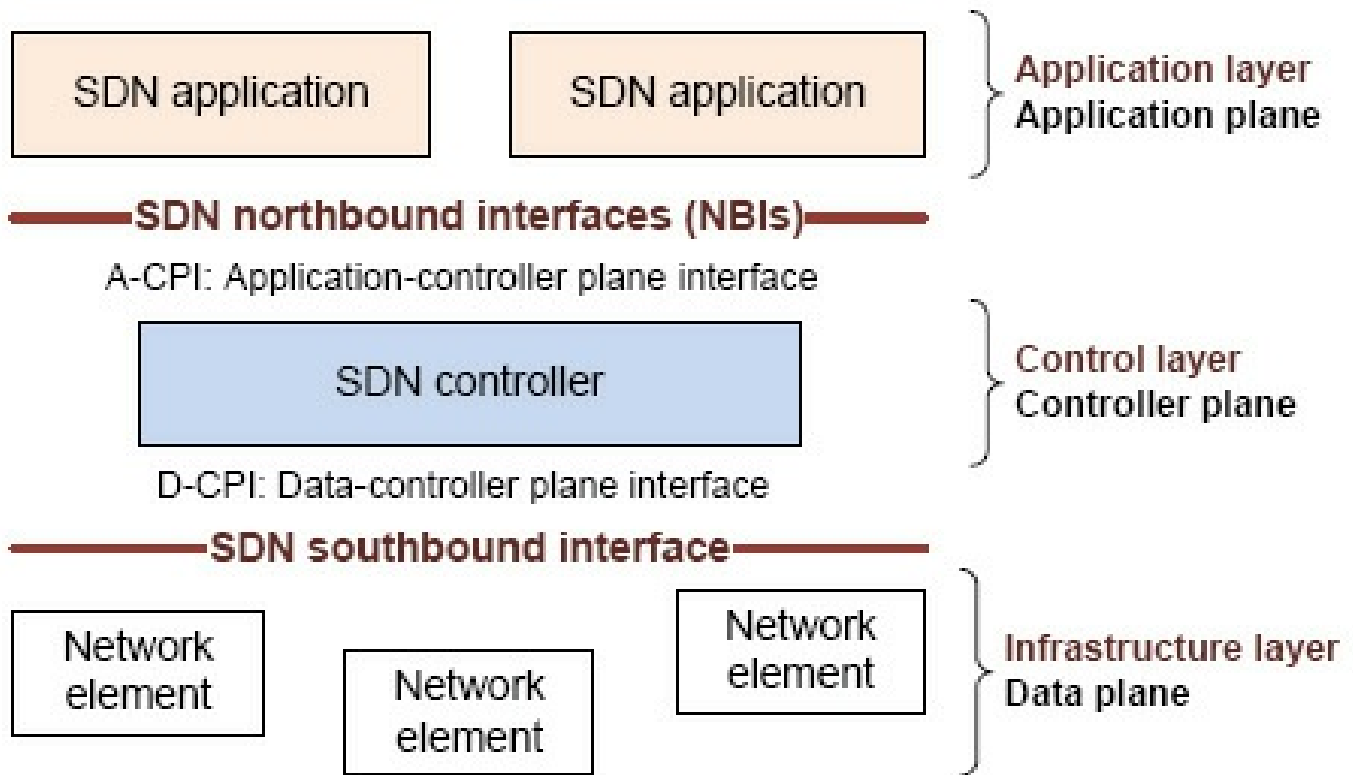 SDN application
SDN application
Application layer
Application plane
SDN northbound interfaces (NBIs)
A-CPI: Application-controller plane interface
SDN controller
Control layer
Controller plane
D-CPI: Data-controller plane interface
SDN southbound interface
Network
element
Network
element
Network
element
Infrastructure layer
Data plane